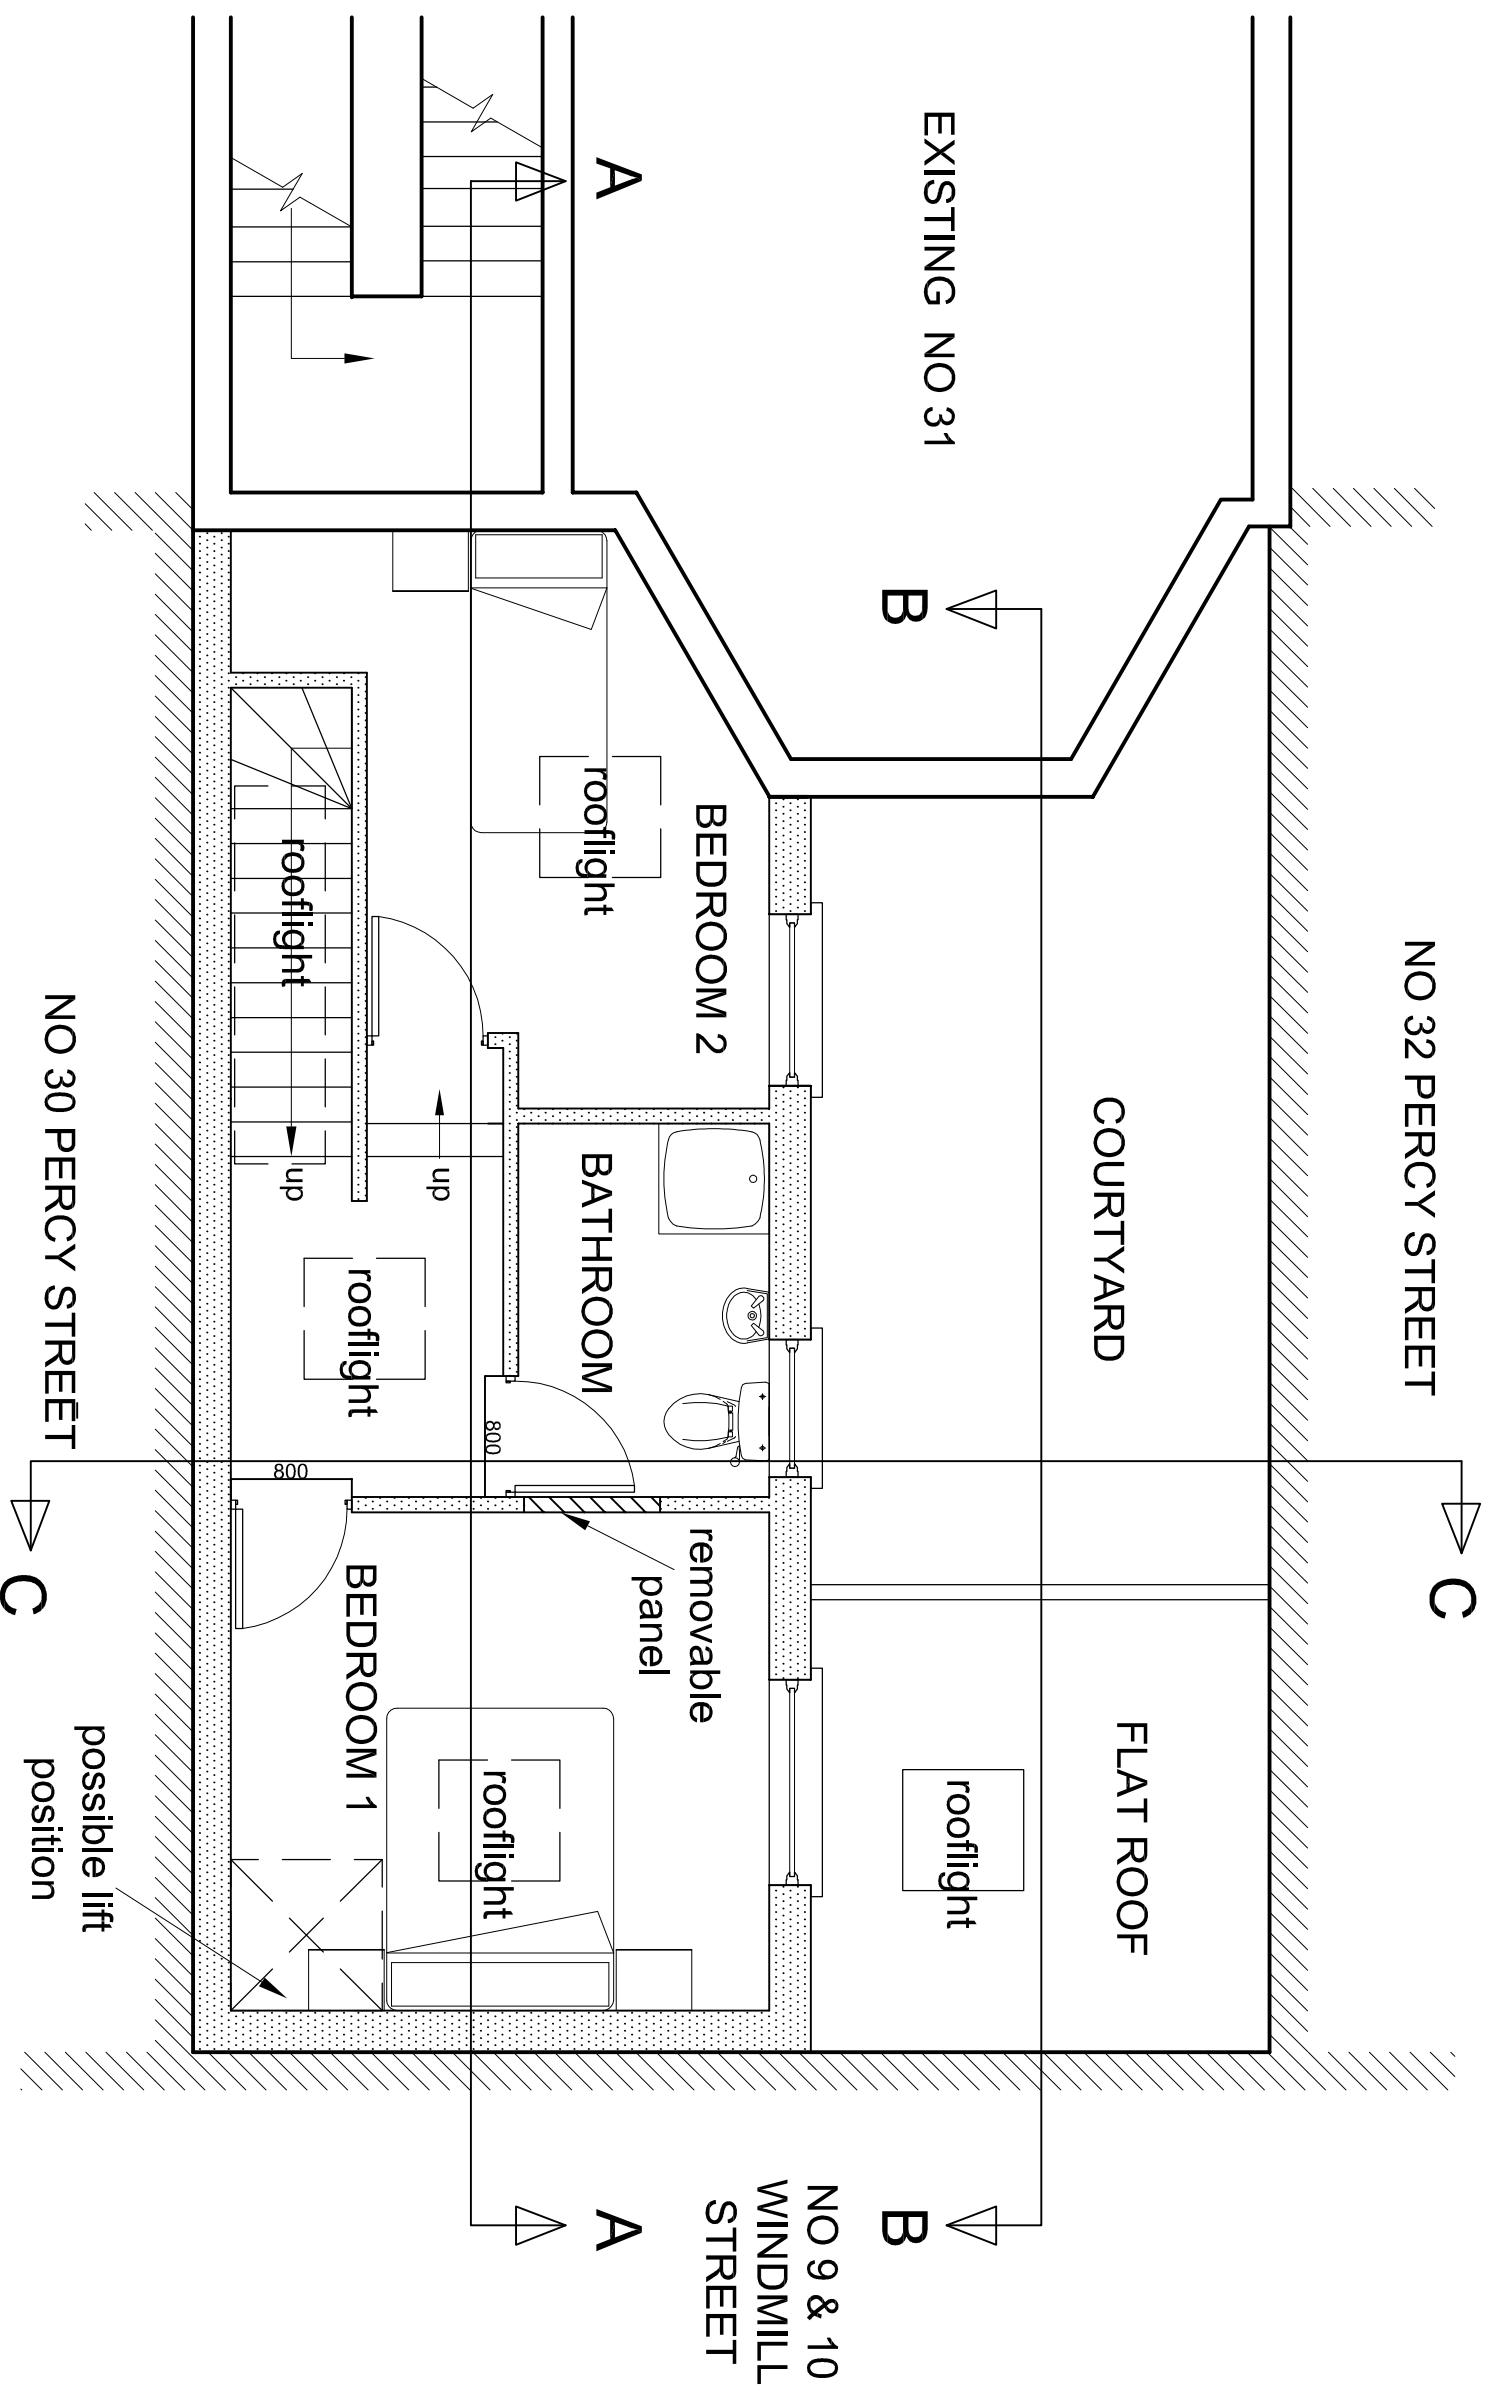 NO 32 PERCY STREET
C
EXISTING NO 31
COURTYARD
FLAT ROOF
rooflight
B
B
NO 9 & 10
WINDMILL
STREET
A
A
BEDROOM 2
rooflight
BATHROOM
removable
panel
rooflight
800
up
rooflight
BEDROOM 1
rooflight
up
800
possible lift
position
NO 30 PERCY STREET
C